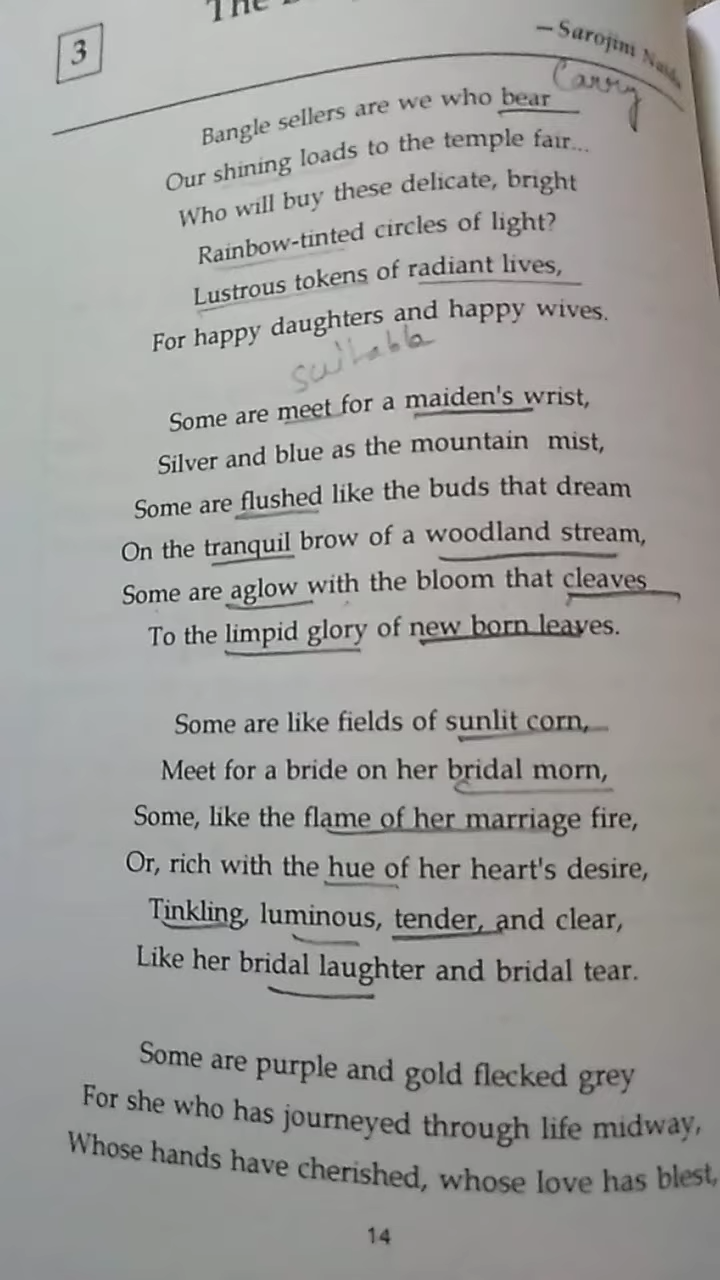 The
3
—Sarojini Naidu
Carry
Bangle sellers are we who bear
Our shining loads to the temple fair...
Who will buy these delicate, bright
Rainbow-tinted circles of light?
Lustrous tokens of radiant lives,
For happy daughters and happy wives.
suitable
Some are meet for a maiden's wrist,
Silver and blue as the mountain mist,
Some are flushed like the buds that dream
On the tranquil brow of a woodland stream,
Some are aglow with the bloom that cleaves
To the limpid glory of new born leaves.
Some are like fields of sunlit corn,
Meet for a bride on her bridal morn,
Some, like the flame of her marriage fire,
Or, rich with the hue of her heart's desire,
Tinkling, luminous, tender, and clear,
Like her bridal laughter and bridal tear.
Some are purple and gold flecked grey
For she who has journeyed through life midway,
Whose hands have cherished, whose love has blest,
14